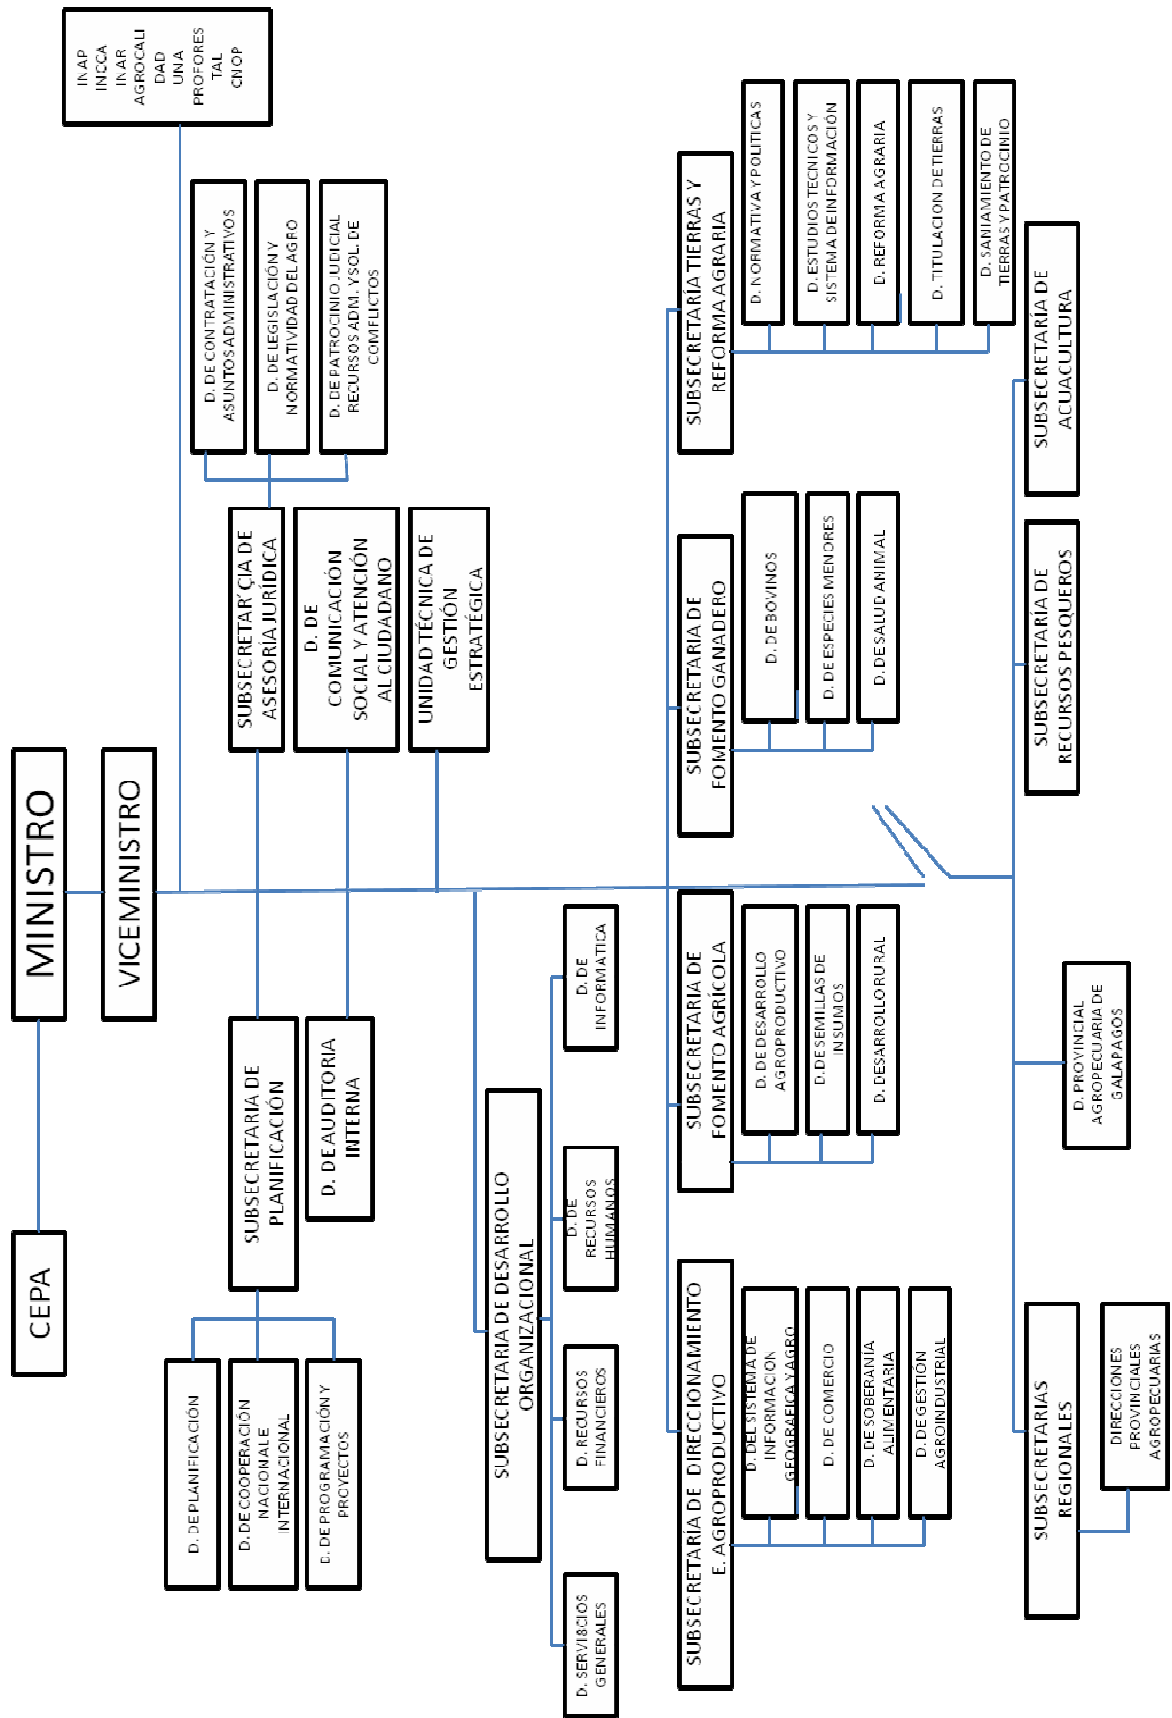 MINISTRO
CEPA
VICEMINISTRO
INAP
INCCA
INAR
AGROCALI
DAD
UNA
PROFORES
TAL
CNOP
D. DE PLANIFICACIÓN
D. DE COOPERACIÓN
NACIONAL E
INTERNACIONAL
D. DE PROGRAMACIÓN Y
PROYECTOS
SUBSECRETARIA DE
PLANIFICACIÓN
D. DE AUDITORIA
INTERNA
SUBSECRETAR´ÇIA DE
ASESORÍA JURÍDICA
D. DE
COMUNICACIÓN
SOCIAL Y ATENCIÓN
AL CIUDADANO
UNIDAD TÉCNICA DE
GESTIÓN
ESTRATÉGICA
D. DE CONTRATACIÓN Y
ASUNTOS ADMINISTRATIVOS
D. DE LEGISLACIÓN Y
NORMATIVIDAD DEL AGRO
D. DE PATROCINIO JUDICIAL
RECURSOS ADM. Y SOL. DE
COMFLICTOS
SUBSECRETARIA DE DESARROLLO
ORGANIZACIONAL
D. SERVI8CIOS
GENERALES
D. RECURSOS
FINANCIEROS
D. DE
RECURSOS
HUMANOS
D. DE
INFORMATICA
SUBSECRETARÍA DE DIRECCIONAMIENTO
E. AGROPRODUCTIVO
D. DEL SISTEMA DE
INFORMACION
GEOGRAFICA Y AGRO
D. DE COMERCIO
D. DE SOBERANIA
ALIMENTARIA
D. DE GESTIÓN
AGROINDUSTRIAL
SUBSECRETARIA DE
FOMENTO AGRÍCOLA
D. DE DESARROLLO
AGROPRODUCTIVO
D. DE SEMILLAS DE
INSUMOS
D. DESARROLLO RURAL
SUBSECRETARIA DE
FOMENTO GANADERO
D. DE BOVINOS
D. DE ESPECIES MENORES
D. DE SALUD ANIMAL
SUBSECRETARÍA TIERRAS Y
REFORMA AGRARIA
D. NORMATIVA Y POLITICAS
D. ESTUDIOS TECNICOS Y
SISTEMA DE INFORMACIÓN
D. REFORMA AGRARIA
D. TITULACION DE TIERRAS
D. SANIAMIENTO DE
TIERRAS Y PATROCINIO
SUBSECRETARIAS
REGIONALES
DIRECCIONES
PROVINCIALES
AGROPECUARIAS
D. PROVINCIAL
AGROPECUARIA DE
GALAPAGOS
SUBSECRETARÍA DE
RECURSOS PESQUEROS
SUBSECRETARÍA DE
ACUACULTURA